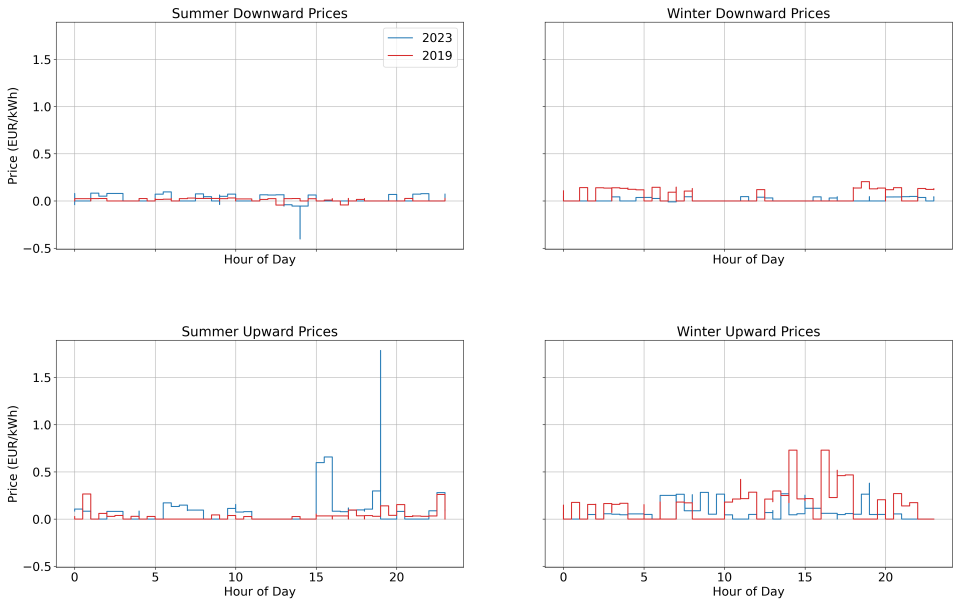 Summer Downward Prices
Winter Downward Prices
2023
2019
1.5
1.0
0.5
0.0
−0.5
Price (EUR/kWh)
Hour of Day
Hour of Day
Summer Upward Prices
Winter Upward Prices
1.5
1.0
0.5
0.0
−0.5
Price (EUR/kWh)
0 5 10 15 20
0 5 10 15 20
Hour of Day
Hour of Day